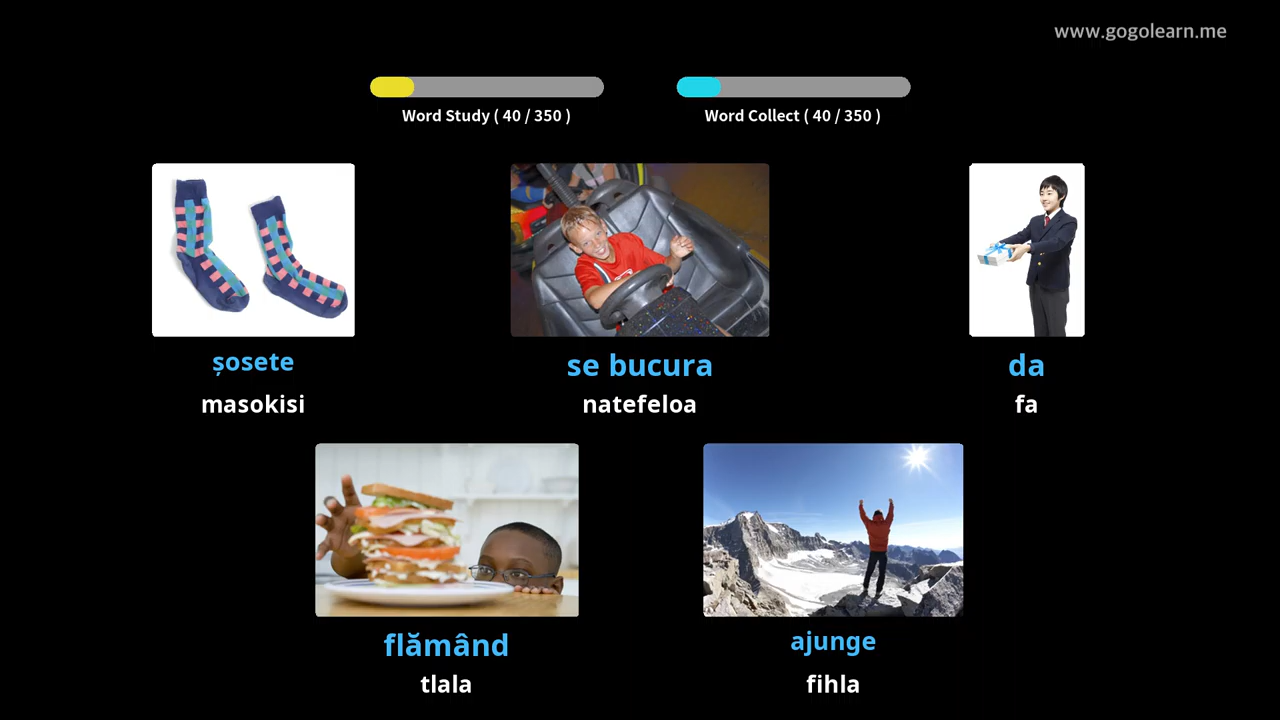 www.gogolearn.me
Word Study ( 40 / 350 )
Word Collect ( 40 / 350 )
șosete
masokisi
se bucura
natefeloa
da
fa
flămând
tlala
ajunge
fihla